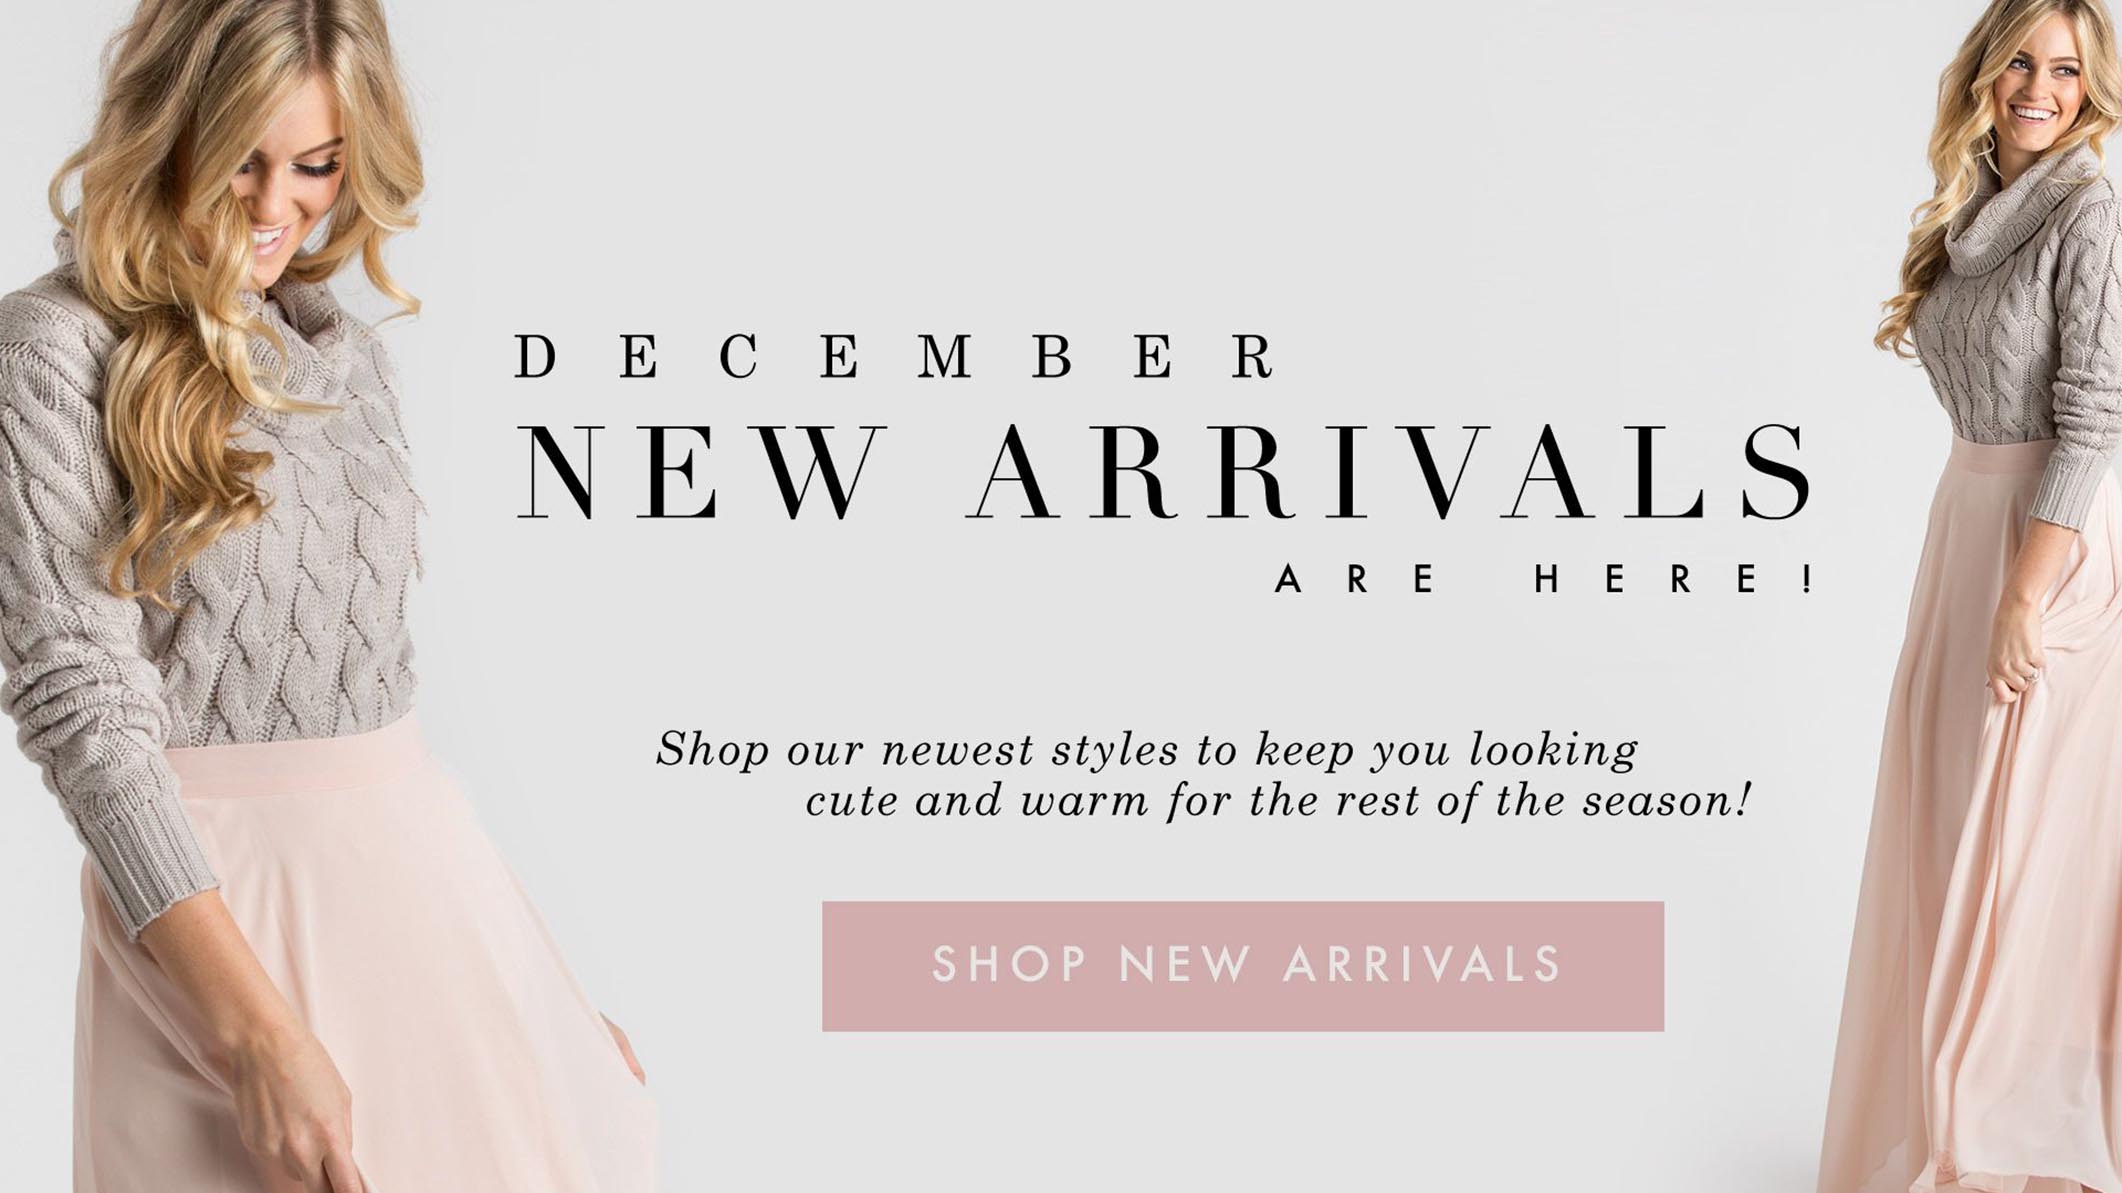 DECEMBER
NEW ARRIVALS
ARE HERE!
Shop our newest styles to keep you looking
cute and warm for the rest of the season!
SHOP NEW ARRIVALS